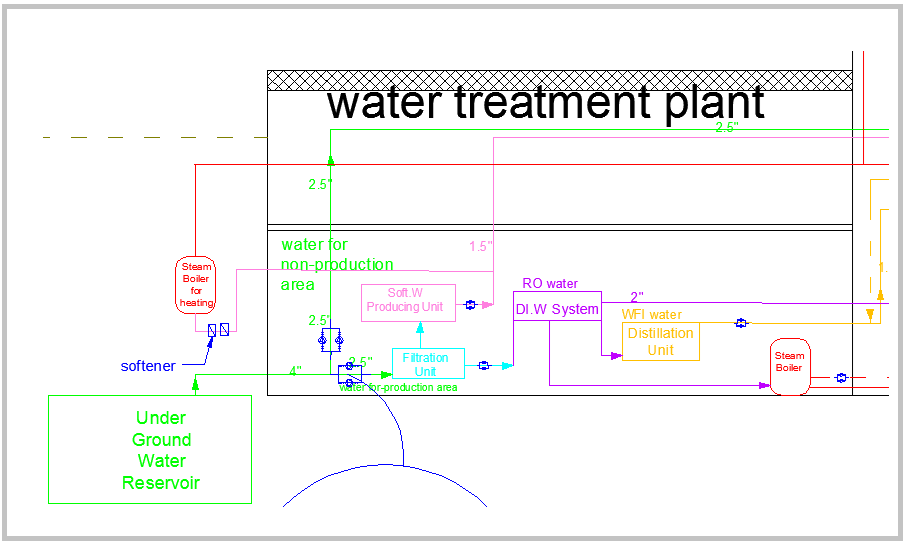 water treatment plant
2.5"
2.5"
water for
non-production
area
1.5"
Steam
Boiler
for
heating
Soft.W
Producing Unit
RO water
DI.W System
2"
WFI water
Distillation
Unit
1.
2.5"
softener
4"
2.5"
Filtration
Unit
water for-production area
Steam
Boiler
Under
Ground
Water
Reservoir